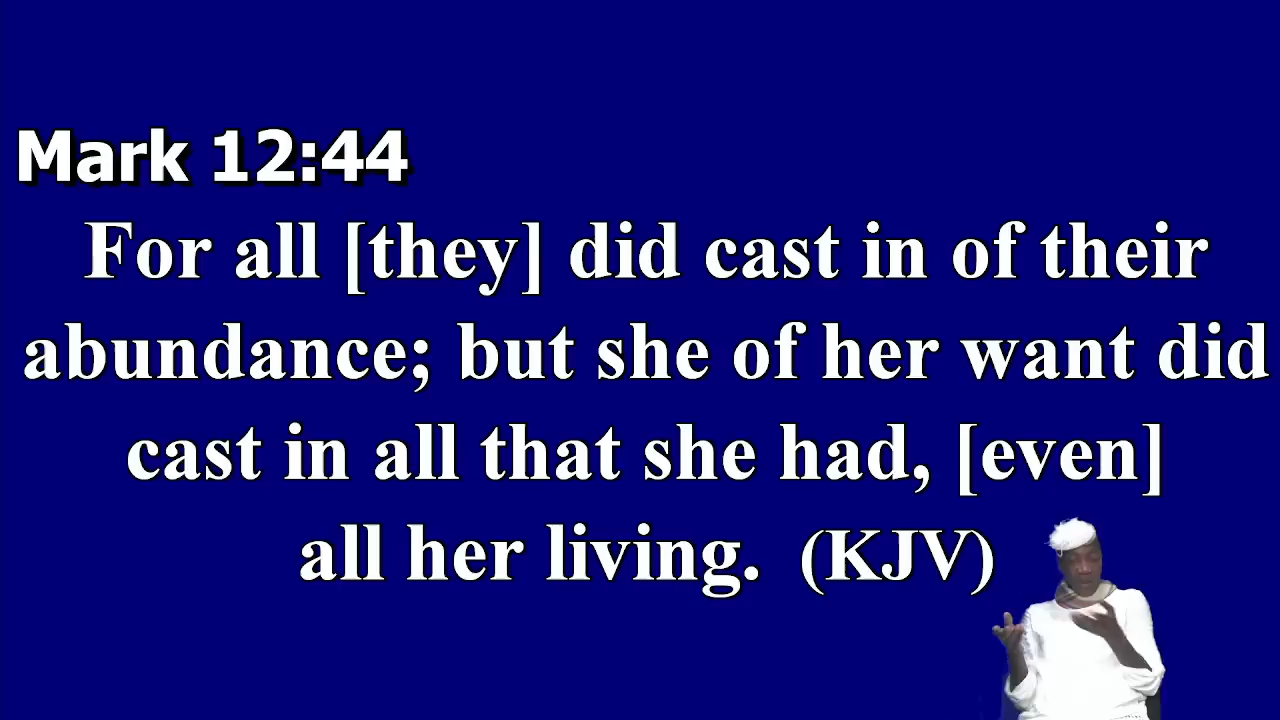 Mark 12:44
For all [they] did cast in of their
abundance; but she of her want did
cast in all that she had, [even]
all her living. (KJV)